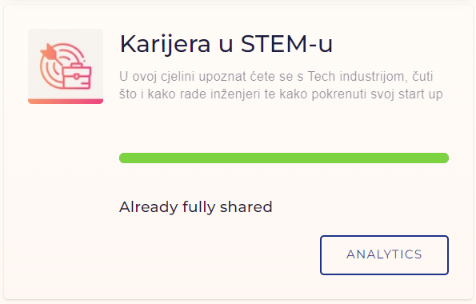 Karijera u STEM-u
U ovoj cjelini upoznat ćete se s Tech industrijom, čuti
što i kako rade inženjeri te kako pokrenuti svoj start up
Already fully shared
ANALYTICS